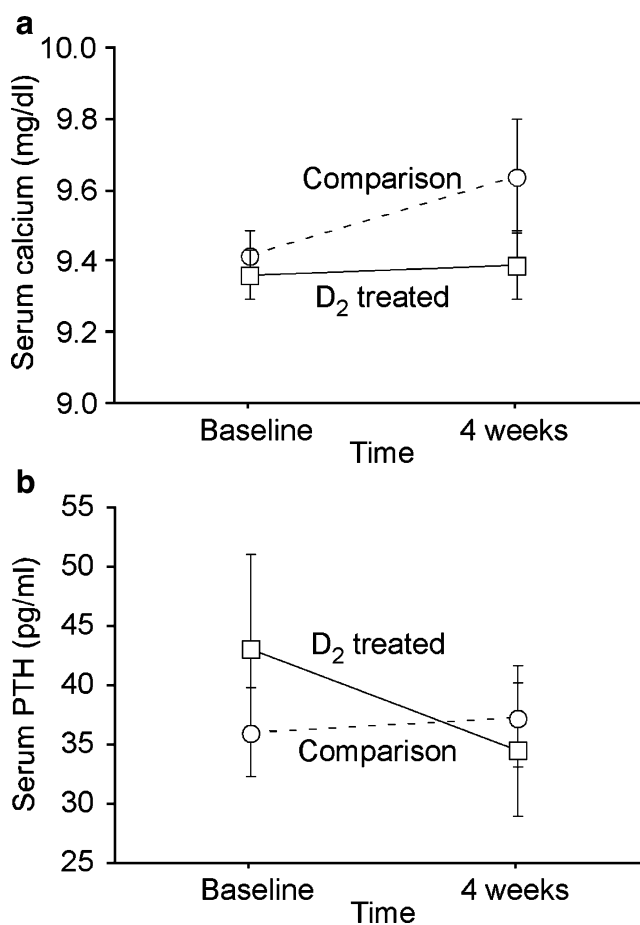 a
Serum calcium (mg/dl)
10.0
9.8
9.6
9.4
9.2
9.0
Comparison
D2 treated
Baseline
4 weeks
Time
b
Serum PTH (pg/ml)
55
50
45
40
35
30
25
D2 treated
Comparison
Baseline
4 weeks
Time